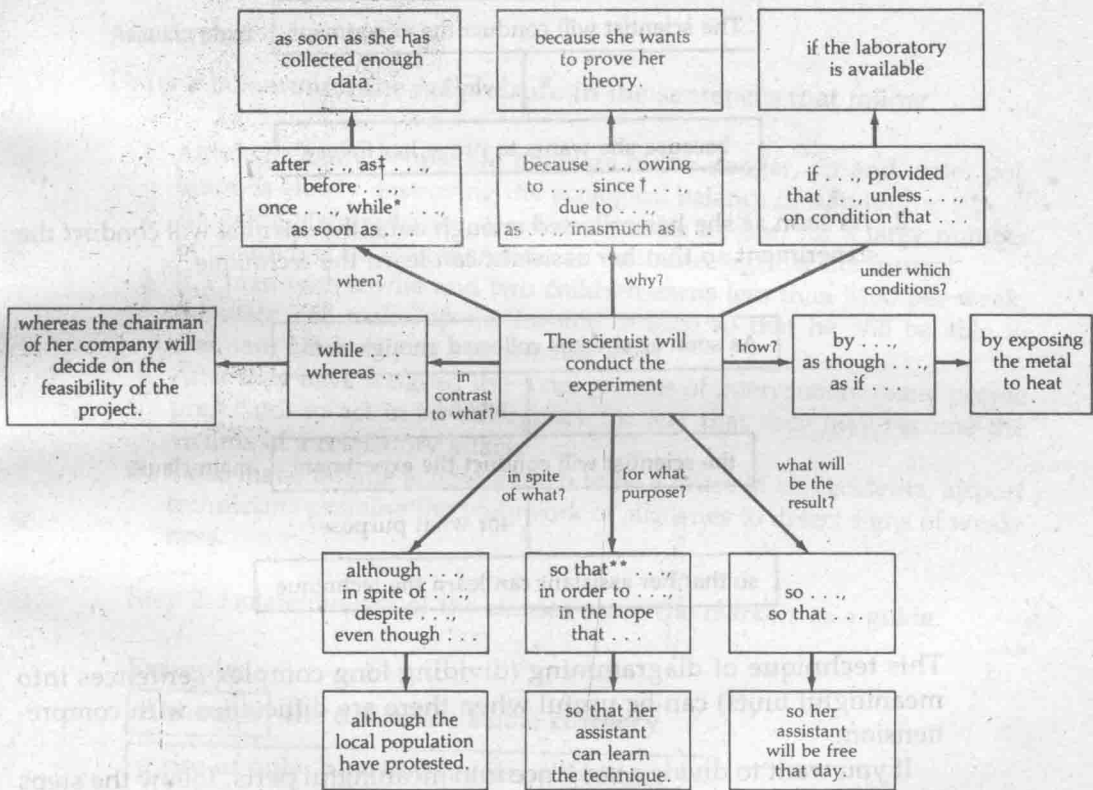 as soon as she has
collected enough
data.
because she wants
to prove her
theory.
if the laboratory
is available
after . . ., as† . . .,
before . . .,
once . . . while* . . .
as soon as . . .
because . . . owing
to . . . since † . . .
due to . . .
as . . . inasmuch as .
if . . ., provided
that . . ., unless . . .,
on condition that . . .,
when?
why?
under which
conditions?
whereas the chairman
of her company will
decide on the
feasibility of the
project.
while . . .
whereas . . .
contrast
to what?
The scientist will
conduct the
experiment
how?
by . . .,
as though . . .,
as if . . .
by exposing
the metal
to heat
in spite
of what?
for what
purpose?
what will
be the
result?
although . . .,
in spite of . . .,
despite . . .,
even though . . .
so that** . . .,
in order to . . .,
in the hope
that . . .
so . . .,
so that . . .
although the
local population
have protested.
so that her
assistant
can learn
the technique.
so her
assistant
will be free
that day.
This technique of diagramming (dividing long complex sentences into
meaningful units) can be useful when there are difficulties with compre-
hension.